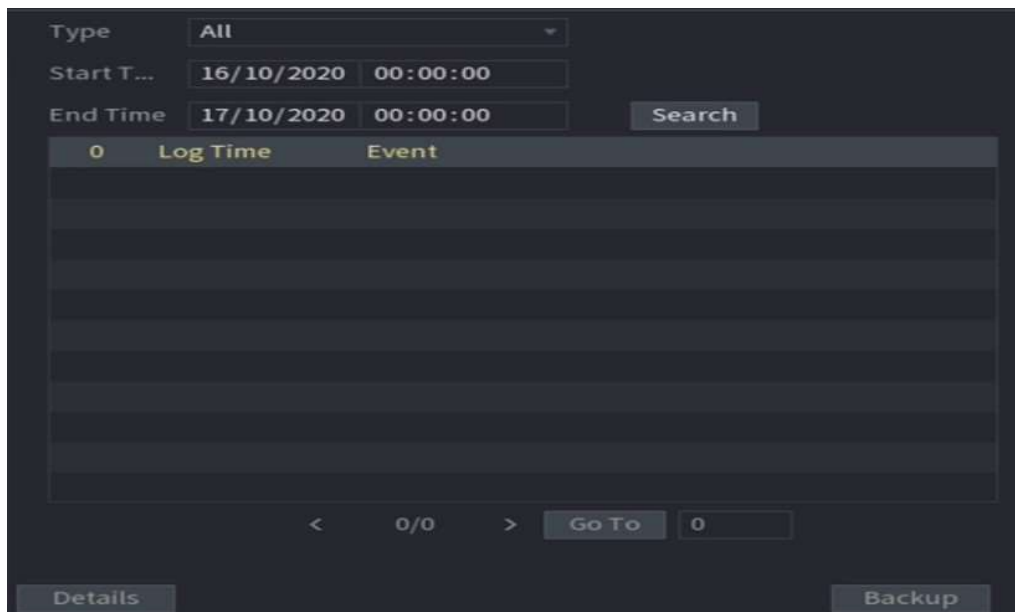 Type All
Start T... 16/10/2020 00:00:00
End Time 17/10/2020 00:00:00 Search
0 Log Time Event
< 0/0 > Go To 0
Details Backup